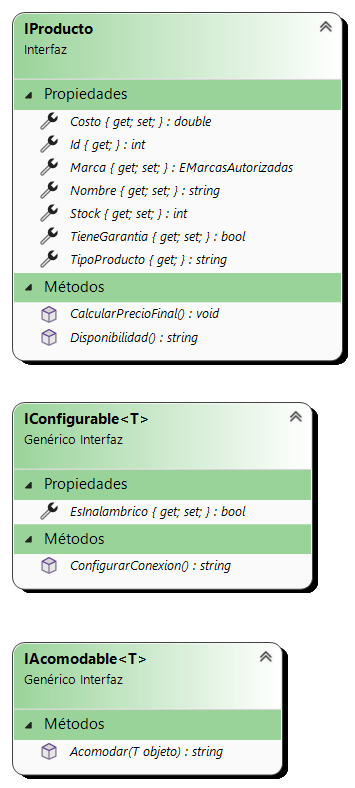 IProducto
Interfaz
Propiedades
Costo { get; set; } : double
Id { get; } : int
Marca { get; set; } : EMarcasAutorizadas
Nombre { get; set; } : string
Stock { get; set; } : int
TieneGarantia { get; set; } : bool
TipoProducto { get; } : string
Métodos
CalcularPrecioFinal() : void
Disponibilidad() : string
IConfigurable<T>
Genérico Interfaz
Propiedades
EsInalambrico { get; set; } : bool
Métodos
ConfigurarConexion() : string
IAcomodable<T>
Genérico Interfaz
Métodos
Acomodar(T objeto) : string